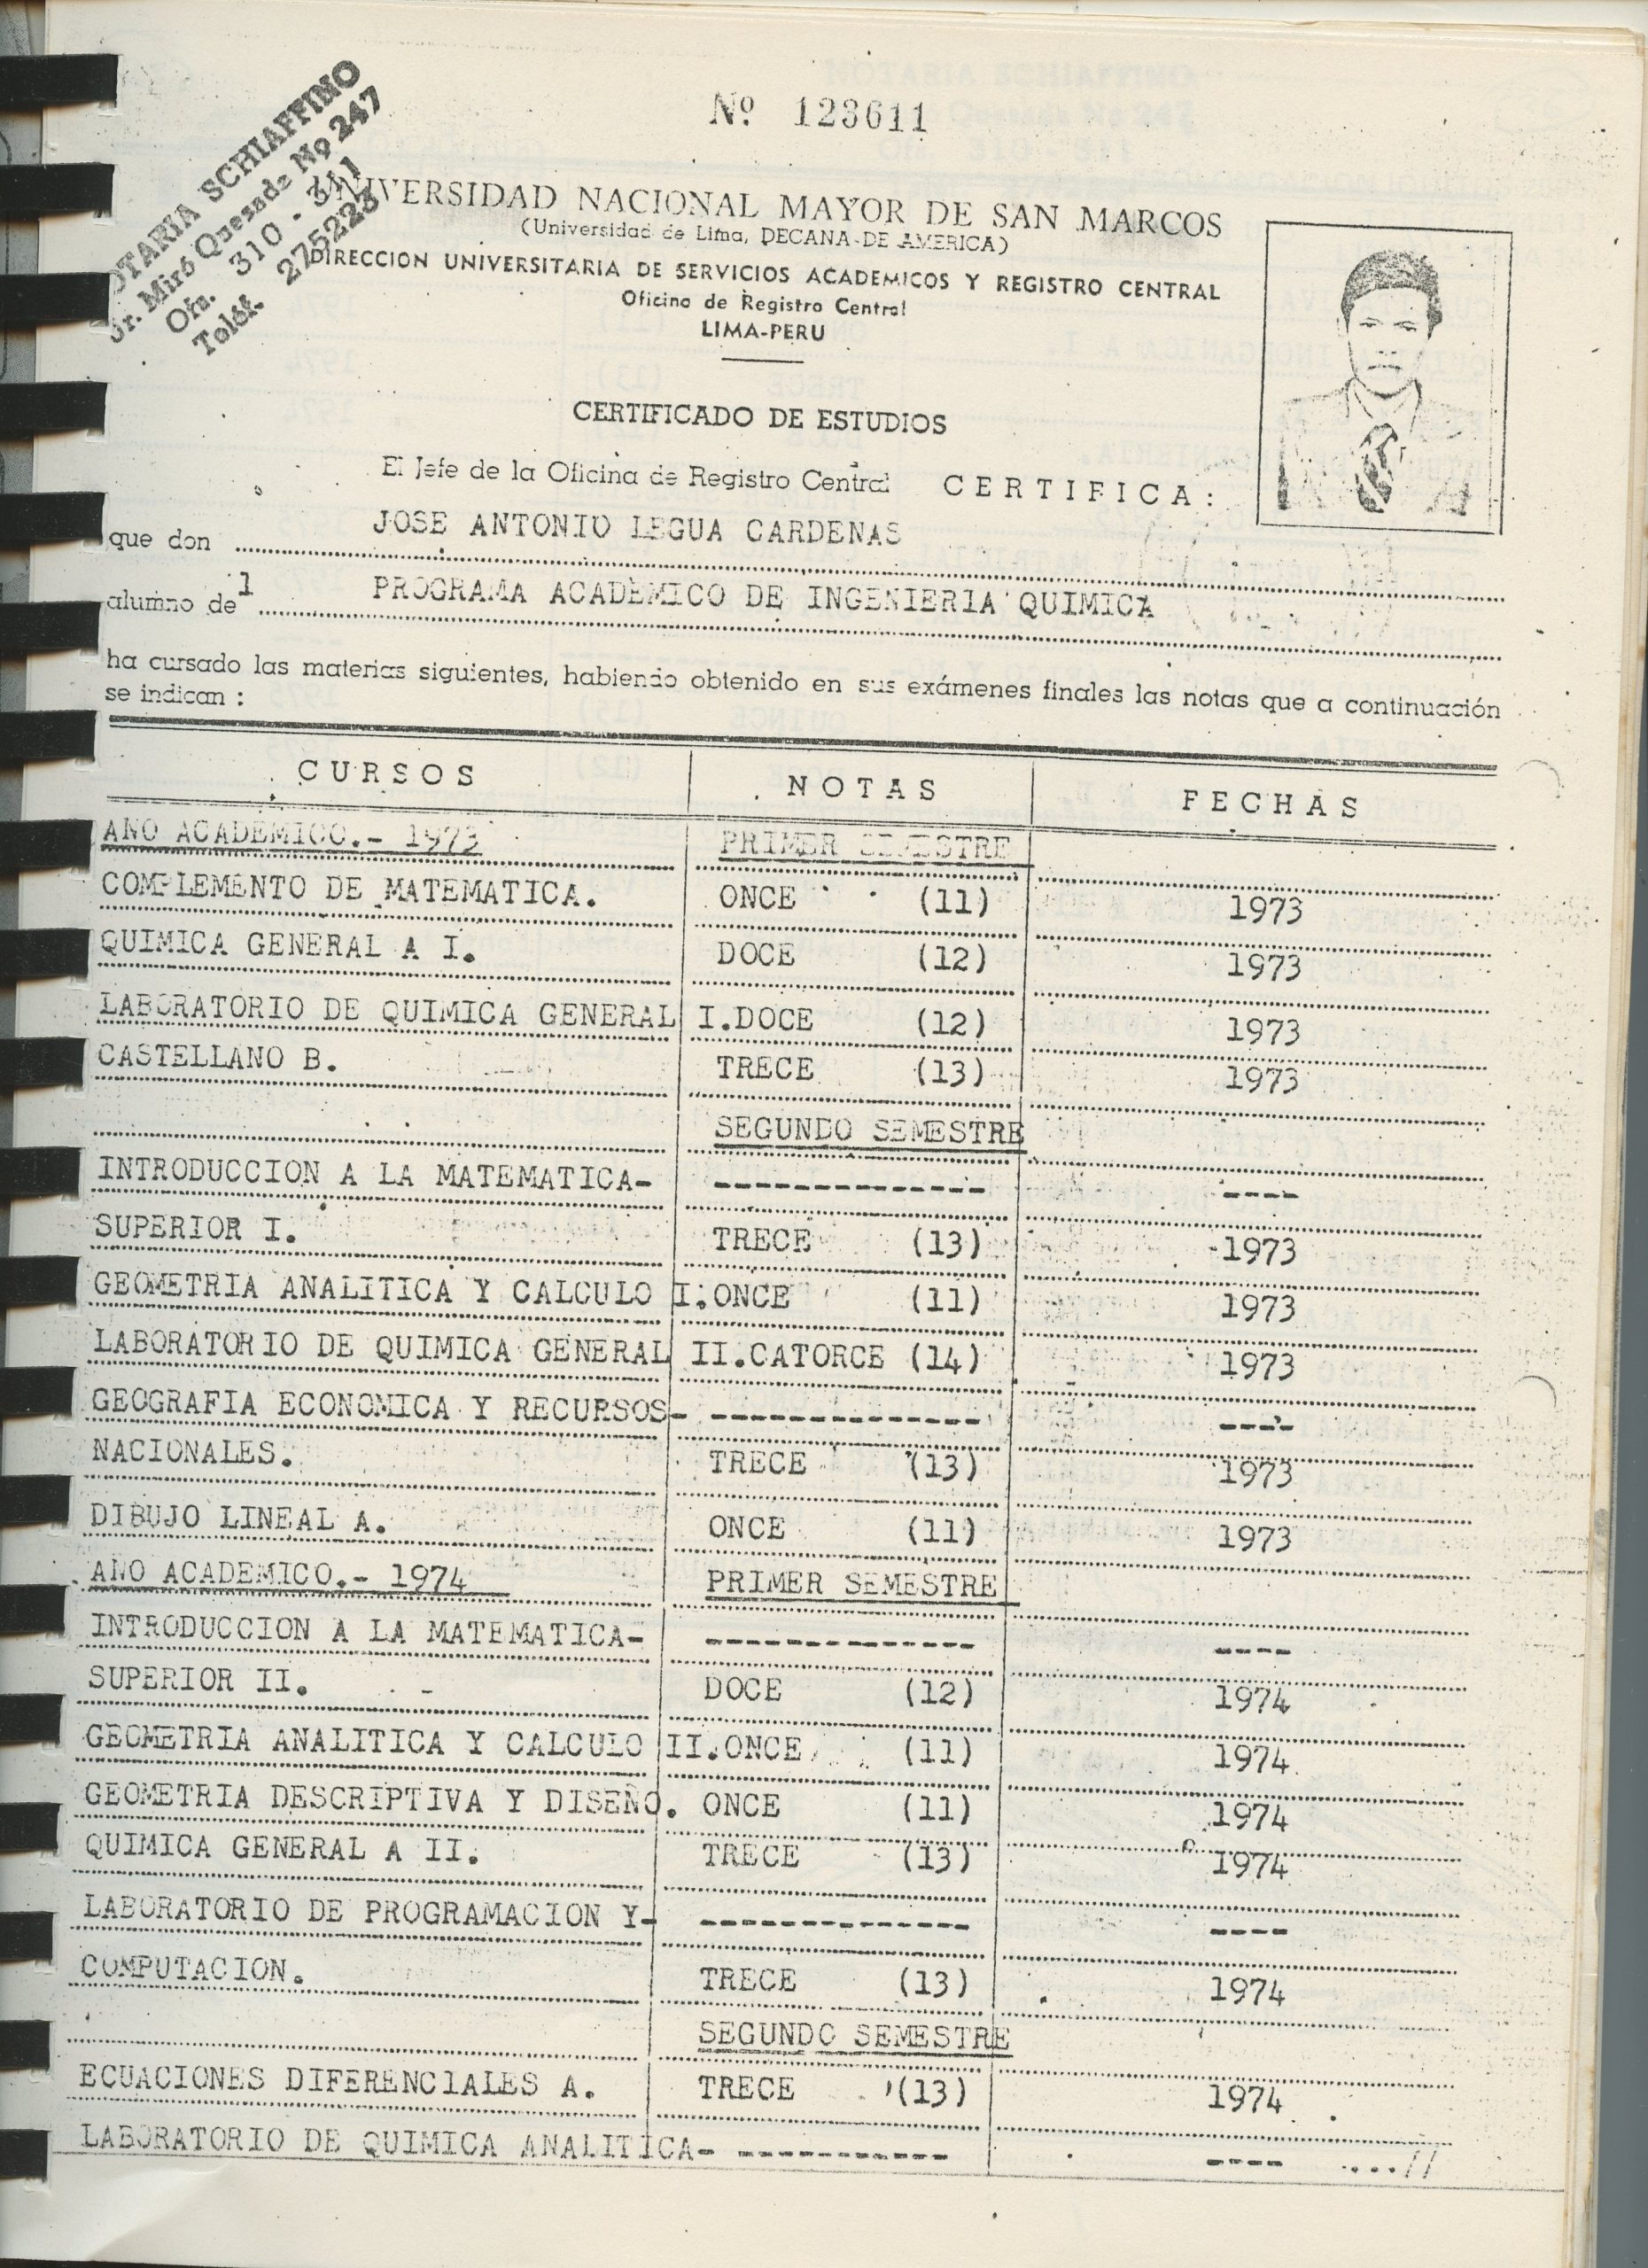 Nº 123611
NOTARIA SCHIAFFINO
Jr. Miró Quesada Nº 247
Ofn. 310 - 311
Teléf. 275223
UNIVERSIDAD NACIONAL MAYOR DE SAN MARCOS
(Universidad de Lima, DECANA DE AMERICA)
DIRECCION UNIVERSITARIA DE SERVICIOS ACADEMICOS Y REGISTRO CENTRAL
Oficina de Registro Central
LIMA-PERU
CERTIFICADO DE ESTUDIOS
El Jefe de la Oficina de Registro Central CERTIFICA:
que don JOSE ANTONIO LEGUA CARDENAS
alumno del PROGRAMA ACADEMICO DE INGENIERIA QUIMICA
ha cursado las materias siguientes, habiendo obtenido en sus exámenes finales las notas que a continuación
se indican :
CURSOS NOTAS FECHAS
AÑO ACADEMICO.- 1973 PRIMER SEMESTRE
COMPLEMENTO DE MATEMATICA. ONCE (11) 1973
QUIMICA GENERAL A I. DOCE (12) 1973
LABORATORIO DE QUIMICA GENERAL I. DOCE (12) 1973
CASTELLANO B. TRECE (13) 1973
SEGUNDO SEMESTRE
INTRODUCCION A LA MATEMATICA- -------------- ----
SUPERIOR I. TRECE (13) 1973
GEOMETRIA ANALITICA Y CALCULO I. ONCE (11) 1973
LABORATORIO DE QUIMICA GENERAL II. CATORCE (14) 1973
GEOGRAFIA ECONOMICA Y RECURSOS- -------------- ----
NACIONALES. TRECE (13) 1973
DIBUJO LINEAL A. ONCE (11) 1973
AÑO ACADEMICO.- 1974 PRIMER SEMESTRE
INTRODUCCION A LA MATEMATICA- -------------- ----
SUPERIOR II. DOCE (12) 1974
GEOMETRIA ANALITICA Y CALCULO II. ONCE (11) 1974
GEOMETRIA DESCRIPTIVA Y DISEÑO. ONCE (11) 1974
QUIMICA GENERAL A II. TRECE (13) 1974
LABORATORIO DE PROGRAMACION Y- -------------- ----
COMPUTACION. TRECE (13) 1974
SEGUNDO SEMESTRE
ECUACIONES DIFERENCIALES A. TRECE (13) 1974
LABORATORIO DE QUIMICA ANALITICA- ----------- ---- ....//